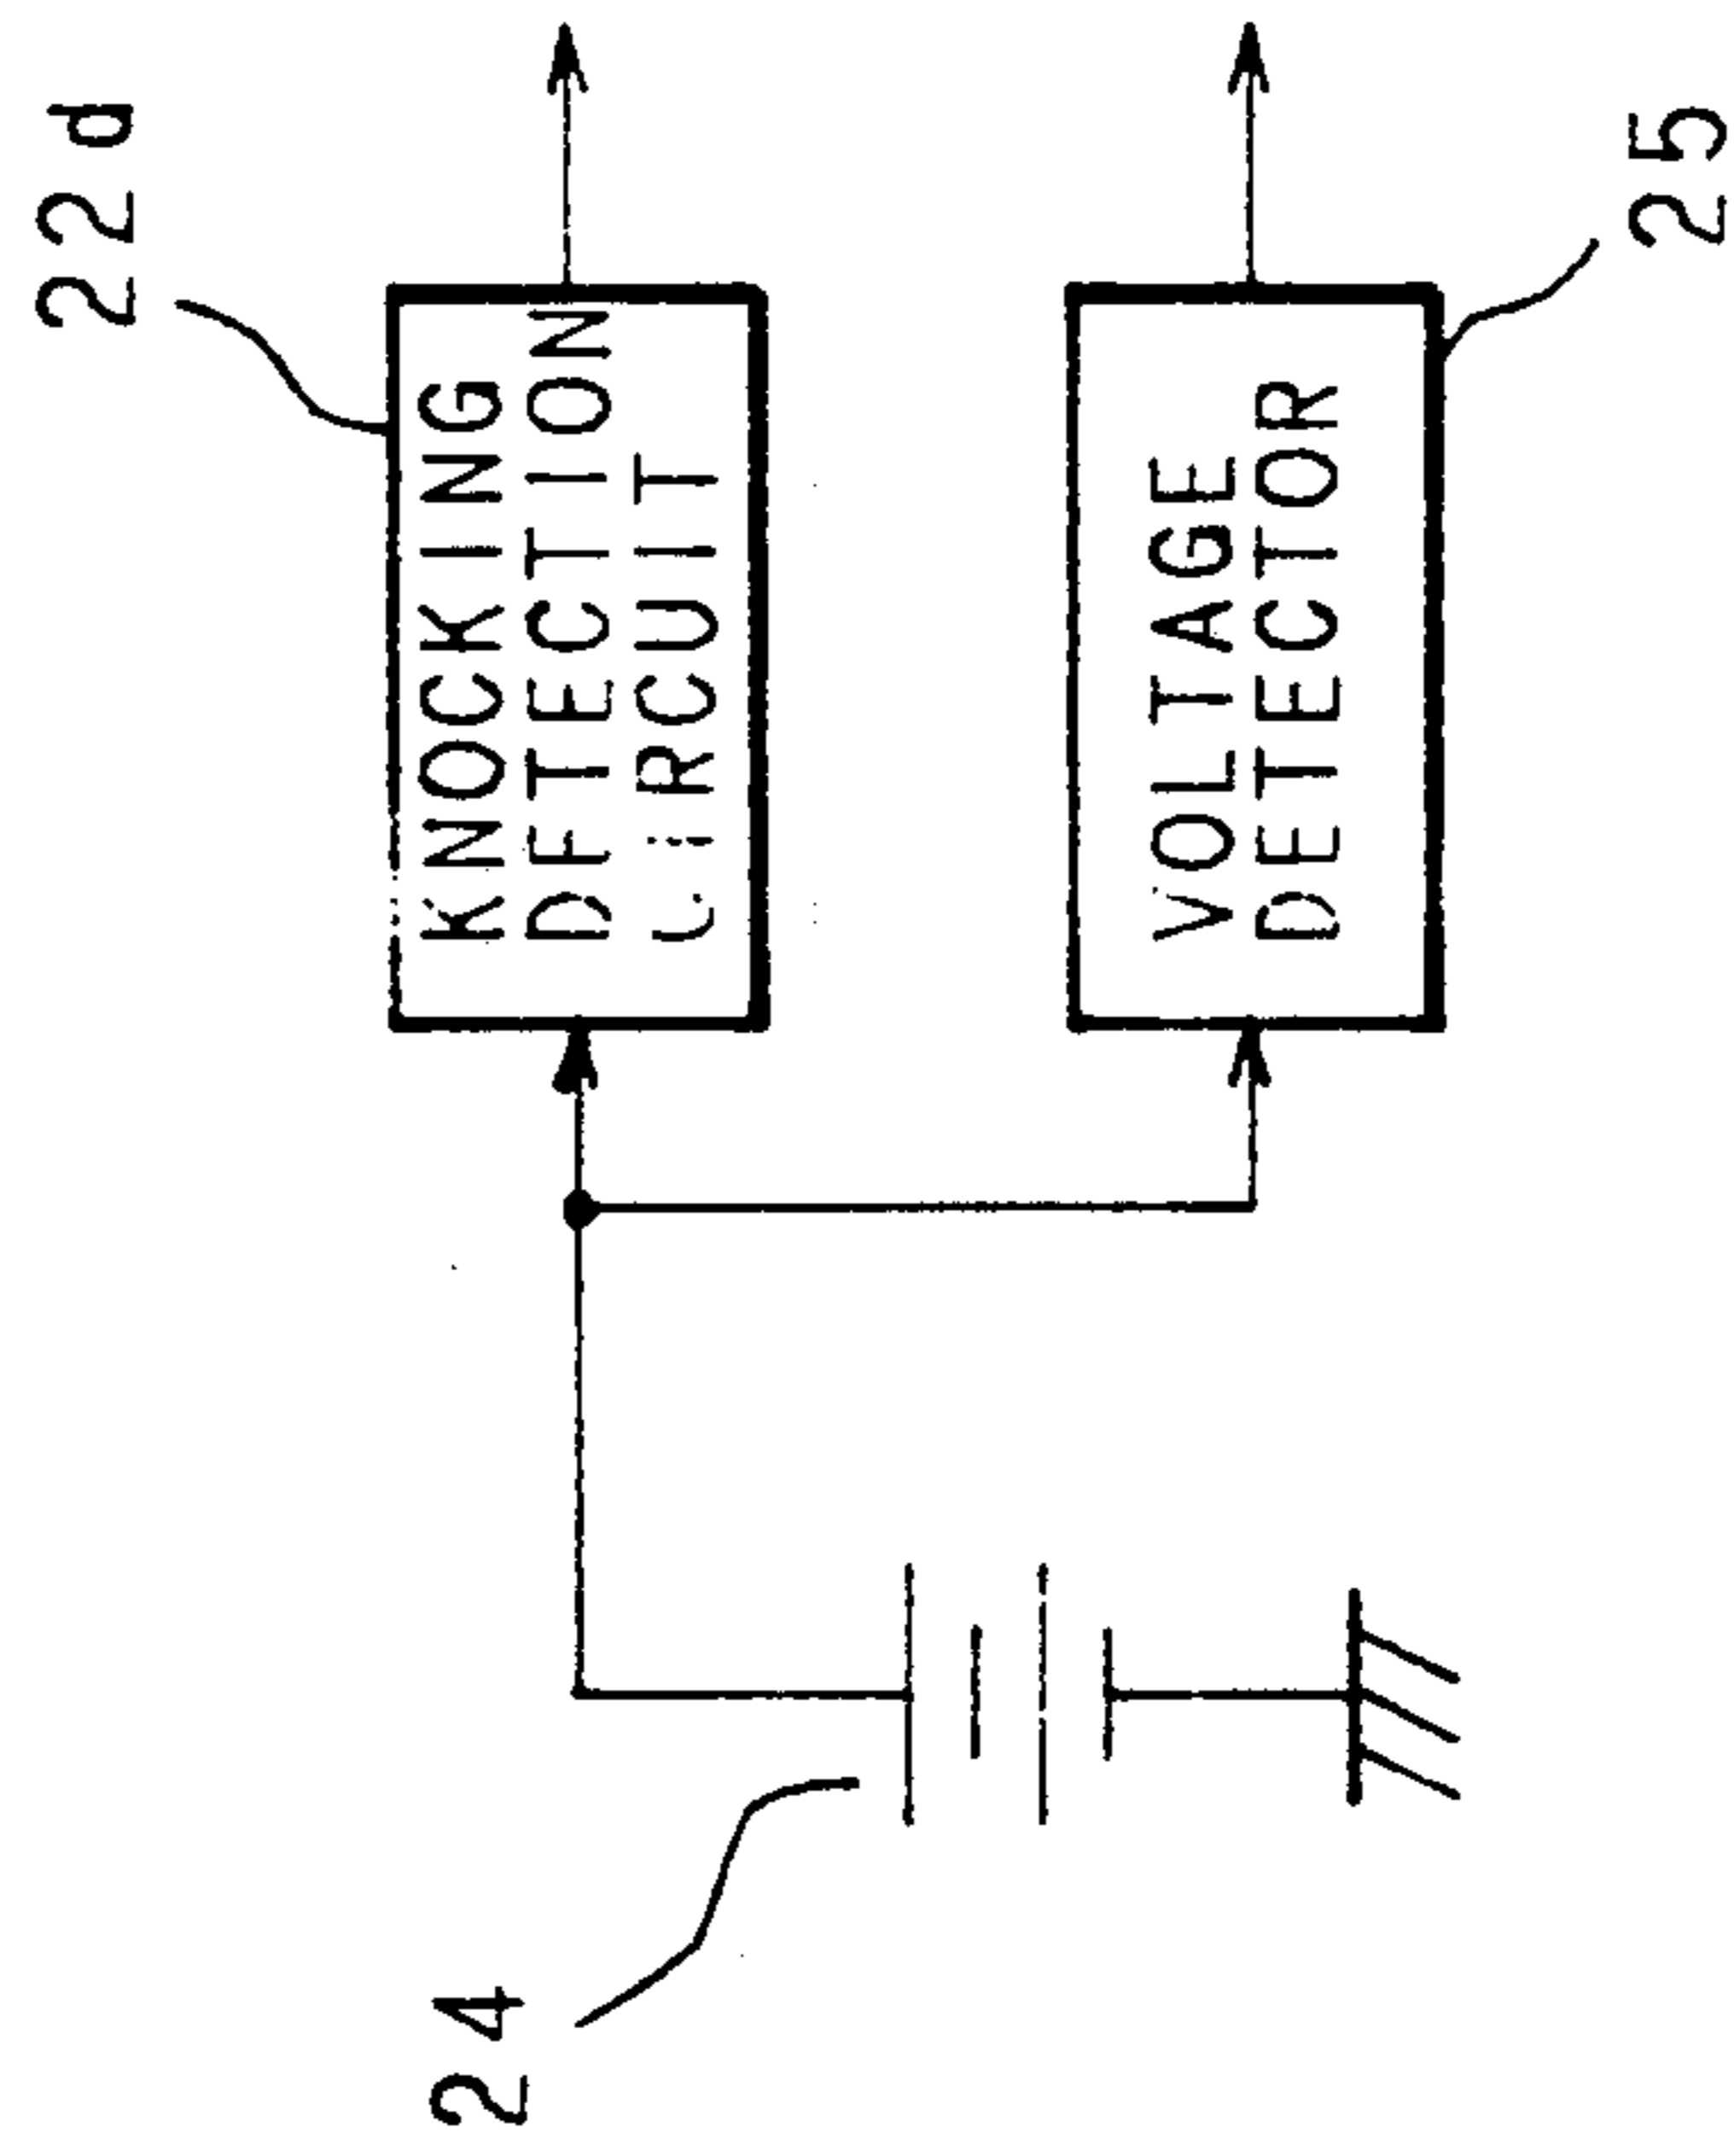 22d
KNOCKING
DETECTION
CIRCUIT
VOLTAGE
DETECTOR
25
24